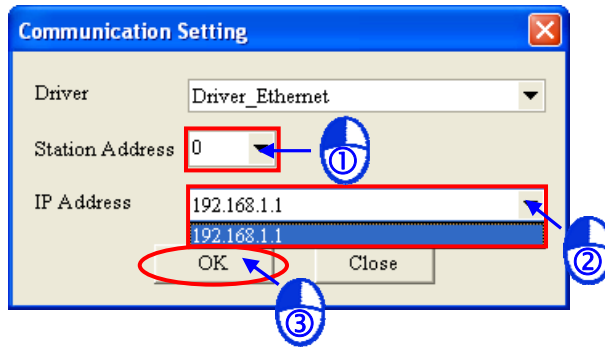 Communication Setting
Driver Driver_Ethernet
Station Address 0 ①
IP Address 192.168.1.1
192.168.1.1
OK Close ②
③